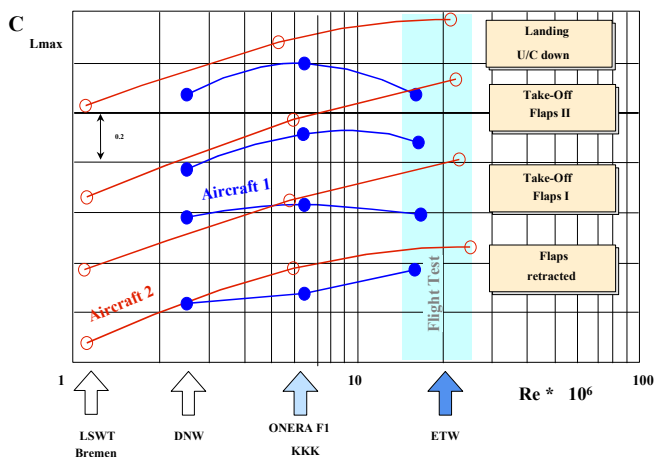 C
Lmax
Landing
U/C down
Take-Off
Flaps II
0.2
Aircraft 1
Take-Off
Flaps I
Flaps
retracted
Aircraft 2
Flight Test
1
10
100
Re * 10⁶
LSWT
Bremen
DNW
ONERA F1
KKK
ETW